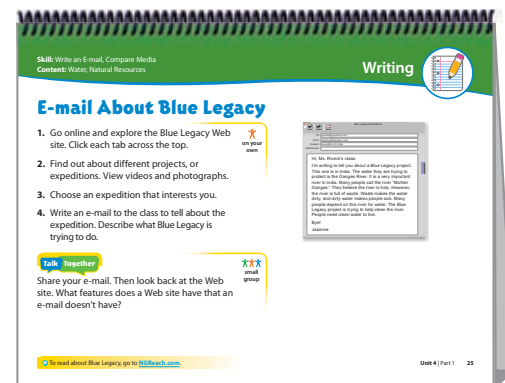 Skill: Write an E-mail, Compare Media
Content: Water, Natural Resources
Writing
E-mail About Blue Legacy
1. Go online and explore the Blue Legacy Web
site. Click each tab across the top.
on your
own
2. Find out about different projects, or
expeditions. View videos and photographs.
3. Choose an expedition that interests you.
4. Write an e-mail to the class to tell about the
expedition. Describe what Blue Legacy is
trying to do.
Hi, Ms. Rivera's class:
I'm writing to tell you about a Blue Legacy project.
This one is in India. The water they are trying to
protect is the Ganges River. It is a very important
river in India. Many people call the river "Mother
Ganges." They believe the river is holy. However,
the river is full of waste. Waste makes the water
dirty, and dirty water makes people sick. Many
people depend on this river for water. The Blue
Legacy project is trying to help clean the river.
People need clean water to live.
Bye!
Jasmine
Talk Together
small
group
Share your e-mail. Then look back at the Web
site. What features does a Web site have that an
e-mail doesn't have?
To read about Blue Legacy, go to NGReach.com.
Unit 4 | Part 1 25